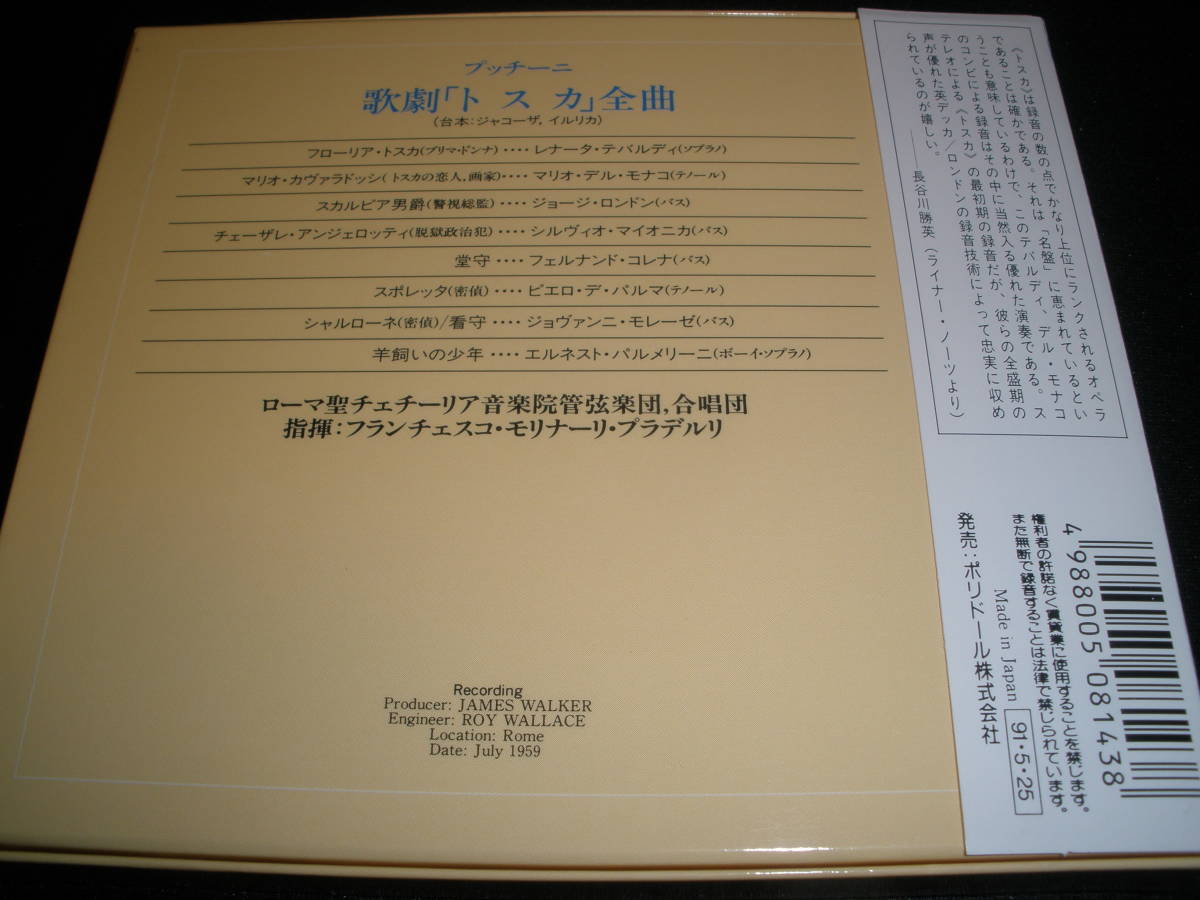 プッチーニ
歌劇「トスカ」全曲
(台本:ジャコーザ, イルリカ)
フローリア・トスカ(プリマ・ドンナ)‥‥レナータ・テバルディ(ソプラノ)
マリオ・カヴァラドッシ(トスカの恋人,画家)‥‥マリオ・デル・モナコ(テノール)
スカルピア男爵(警視総監)‥‥ジョージ・ロンドン(バス)
チェーザレ・アンジェロッティ(脱獄政治犯)‥‥シルヴィオ・マイオニカ(バス)
堂守‥‥フェルナンド・コレナ(バス)
スポレッタ(密偵)‥‥ピエロ・デ・パルマ(テノール)
シャルローネ(密偵)/看守‥‥ジョヴァンニ・モレーゼ(バス)
羊飼いの少年‥‥エルネスト・パルメリーニ(ボーイ・ソプラノ)
ローマ聖チェチーリア音楽院管弦楽団,合唱団
指揮:フランチェスコ・モリナーリ・プラデルリ
Recording
Producer: JAMES WALKER
Engineer: ROY WALLACE
Location: Rome
Date: July 1959
《トスカ》は録音の数の点でかなり上位にランクされるオペラ
であることは確かである。それは「名盤」に恵まれているとい
うことも意味しているわけで、このテバルディ、デル・モナコ
のコンビによる録音はその中に当然入る優れた演奏である。ス
テレオによる《トスカ》の最初期の録音だが、彼らの全盛期の
声が優れた英デッカ/ロンドンの録音技術によって忠実に収め
られているのが嬉しい。
――長谷川勝英(ライナー・ノーツより)
4 988005 081438
権利者の許諾なく賃貸業に使用することを禁じます。
また無断で録音することは法律で禁じられています。
Made in Japan
91・5・25
発売:ポリドール株式会社